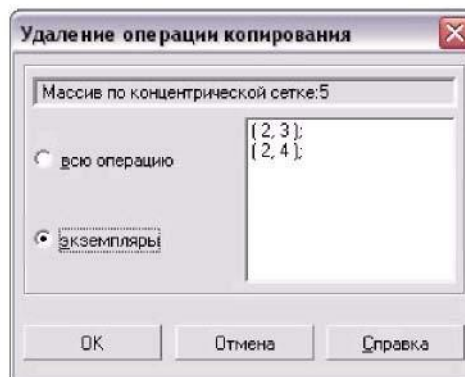 Удаление операции копирования
Массив по концентрической сетке:5
всю операцию
экземпляры
( 2, 3 );
( 2, 4 );
OK
Отмена
Справка